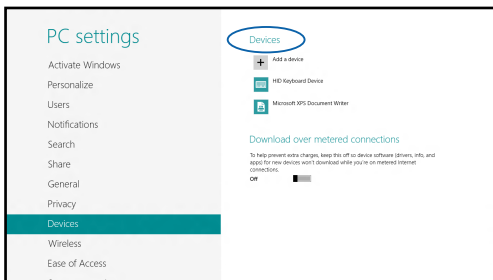 PC settings
Activate Windows
Personalize
Users
Notifications
Search
Share
General
Privacy
Devices
Wireless
Ease of Access
Devices
Add a device
HID Keyboard Device
Microsoft XPS Document Writer
Download over metered connections
To help prevent extra charges, keep this off so device software (drivers, info, and
apps) for new devices won't download while you're on metered Internet
connections.
Off